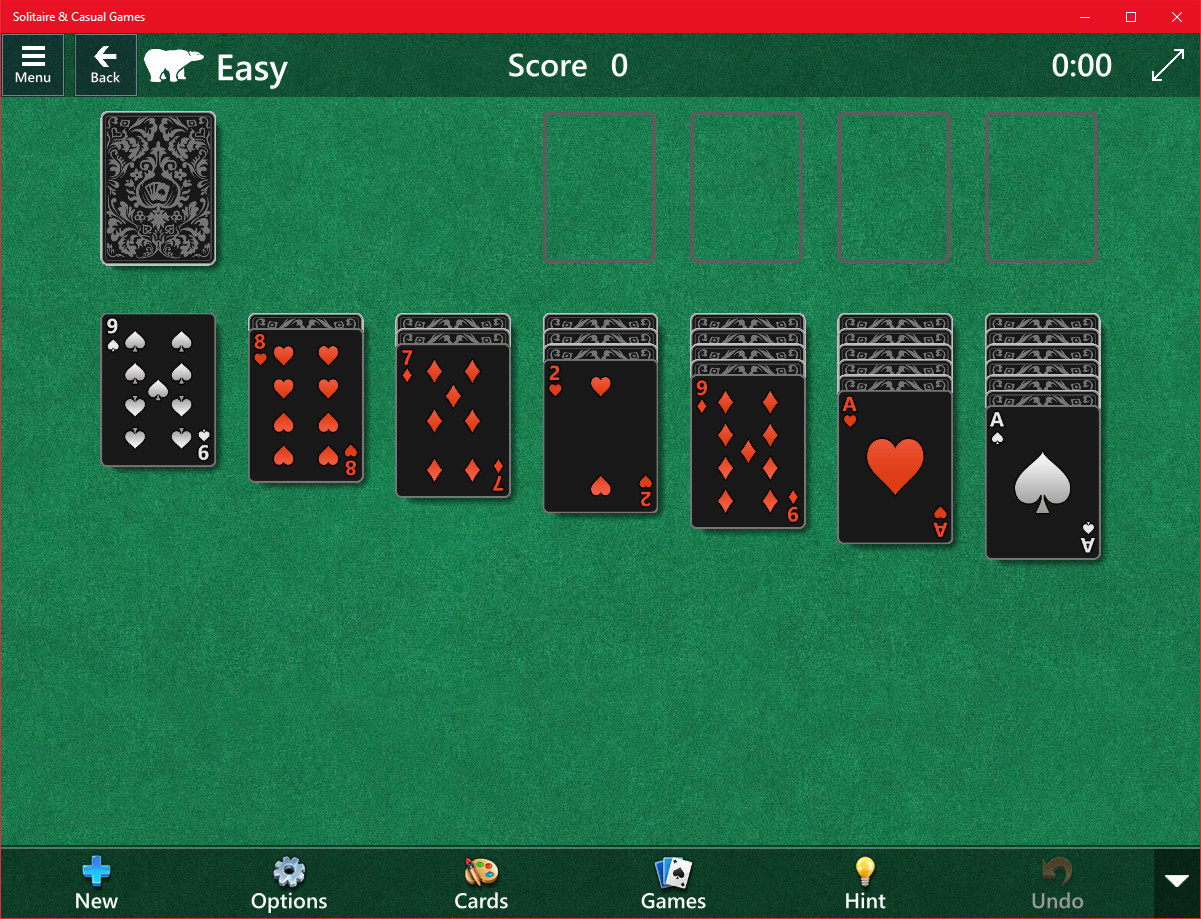 Solitaire & Casual Games
Menu
Back
Easy
Score 0
0:00
9
9
8
8
7
7
2
2
9
9
A
A
A
A
New
Options
Cards
Games
Hint
Undo